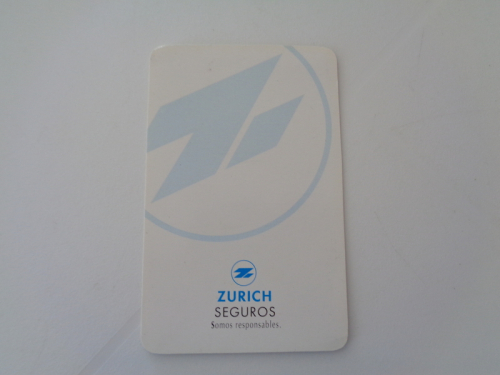 ZURICH
SEGUROS
Somos responsables.